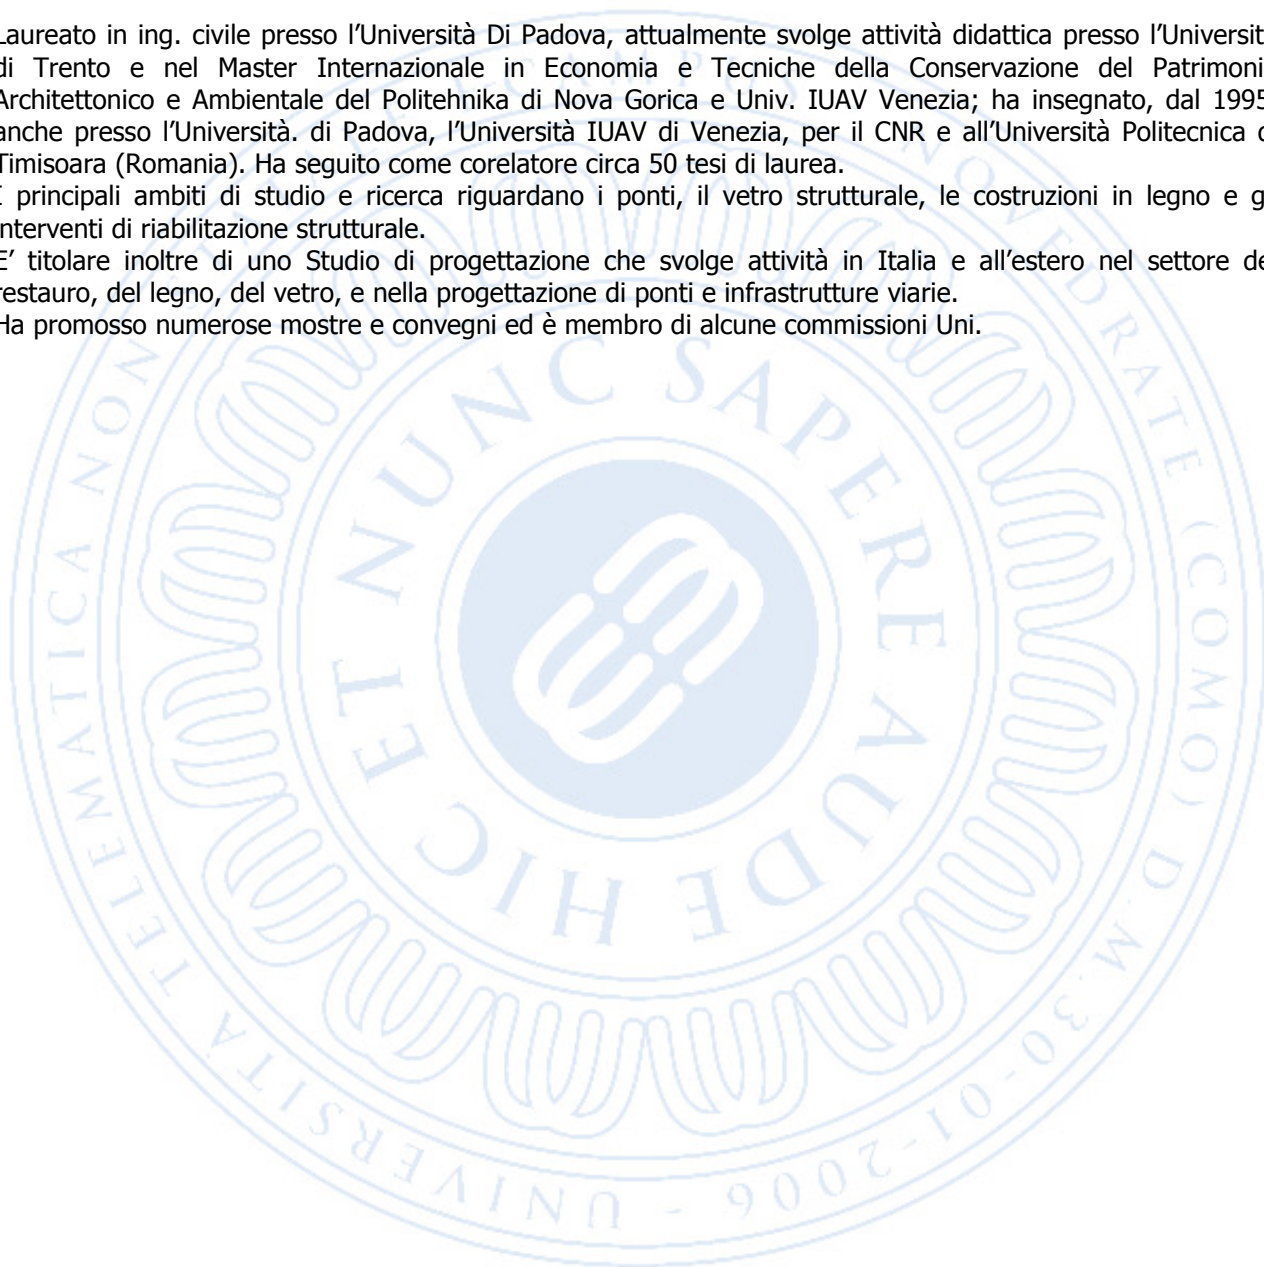 Laureato in ing. civile presso l’Università Di Padova, attualmente svolge attività didattica presso l’Universit
di Trento e nel Master Internazionale in Economia e Tecniche della Conservazione del Patrimoni
Architettonico e Ambientale del Politehnika di Nova Gorica e Univ. IUAV Venezia; ha insegnato, dal 1995
anche presso l’Università. di Padova, l’Università IUAV di Venezia, per il CNR e all’Università Politecnica d
Timisoara (Romania). Ha seguito come corelatore circa 50 tesi di laurea.
I principali ambiti di studio e ricerca riguardano i ponti, il vetro strutturale, le costruzioni in legno e g
interventi di riabilitazione strutturale.
E’ titolare inoltre di uno Studio di progettazione che svolge attività in Italia e all’estero nel settore de
restauro, del legno, del vetro, e nella progettazione di ponti e infrastrutture viarie.
Ha promosso numerose mostre e convegni ed è membro di alcune commissioni Uni.
UNIVERSITÀ TELEMATICA NON STATALE ECAMPUS NOVEDRATE (COMO) D.M.30-01-2006 -
HIC ET NUNC SAPERE AUDE